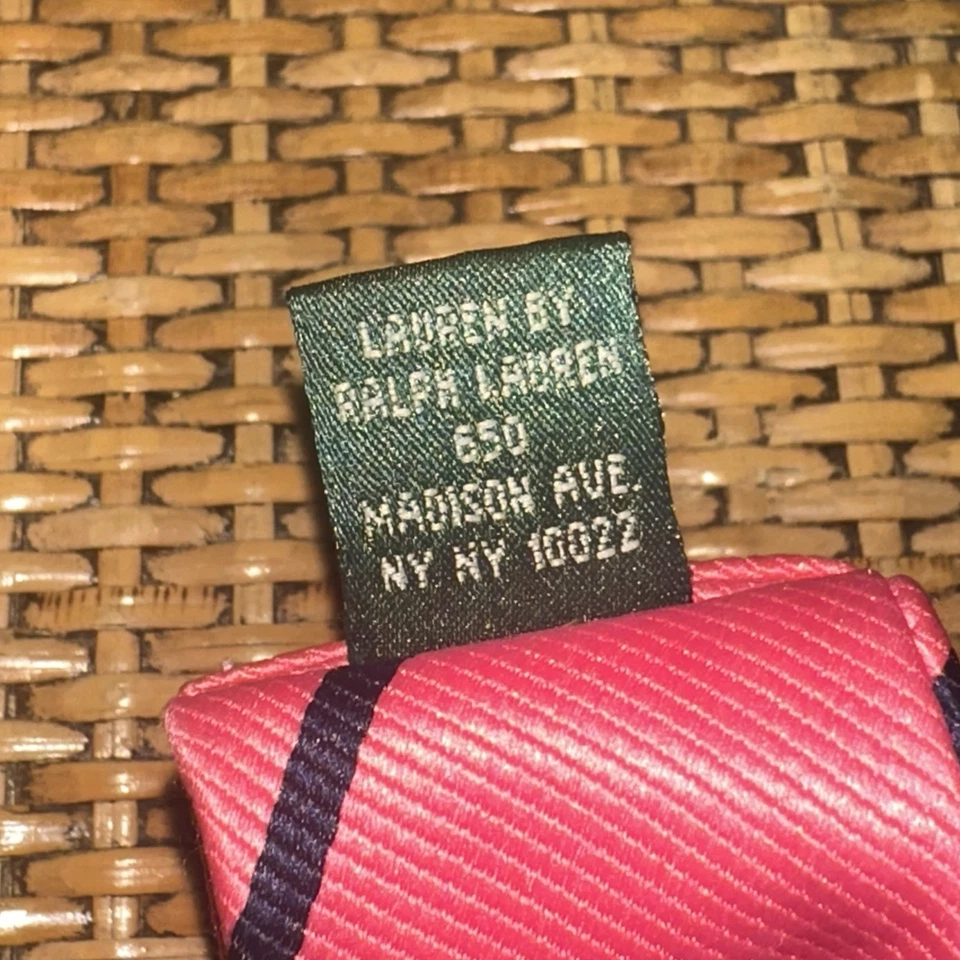 LAUREN BY
RALPH LAUREN
650
MADISON AVE.
NY NY 10022